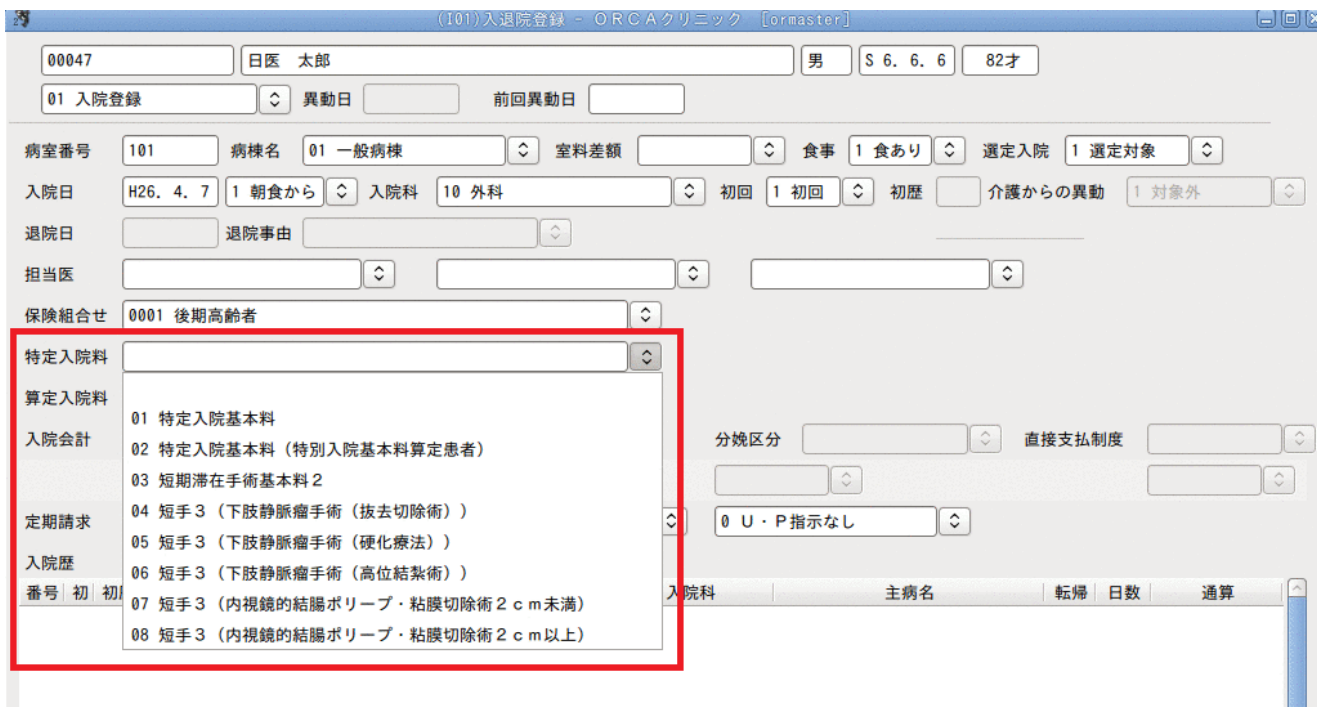 (I01)入退院登録 - ＯＲＣＡクリニック [ormaster]
00047 日医　太郎 男 S 6. 6. 6 82才
01 入院登録 異動日 前回異動日
病室番号 101 病棟名 01 一般病棟 室料差額 食事 1 食あり 選定入院 1 選定対象
入院日 H26. 4. 7 1 朝食から 入院科 10 外科 初回 1 初回 初歴 介護からの異動 1 対象外
退院日 退院事由
担当医
保険組合せ 0001 後期高齢者
特定入院料
算定入院料
01 特定入院基本料
入院会計 分娩区分 直接支払制度
02 特定入院基本料（特別入院基本料算定患者）
03 短期滞在手術基本料２
04 短手３（下肢静脈瘤手術（抜去切除術））
定期請求 0 Ｕ・Ｐ指示なし
05 短手３（下肢静脈瘤手術（硬化療法））
入院歴
06 短手３（下肢静脈瘤手術（高位結紮術））
番号 初 入院科 主病名 転帰 日数 通算
07 短手３（内視鏡的結腸ポリープ・粘膜切除術２ｃｍ未満）
08 短手３（内視鏡的結腸ポリープ・粘膜切除術２ｃｍ以上）